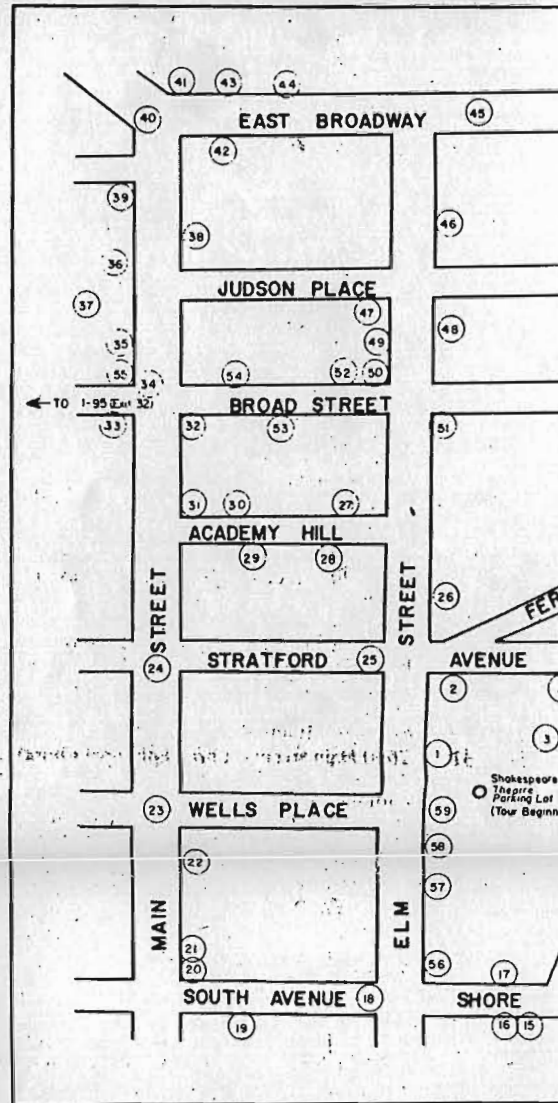 41 43 44
40 EAST BROADWAY 45
42
39
38 46
36
37 JUDSON PLACE
47
35 49 48
55 34 54 52 50
← TO I-95 (Exit 32) BROAD STREET
33 32 53 51
31 30 27
ACADEMY HILL
29 28
STREET STREET 26 FER
24 STRATFORD 25 AVENUE
2
1 3
Shakespeare
Theatre
Parking Lot
(Tour Beginn
23 WELLS PLACE 59
58
22 57
MAIN ELM
21 56
20 17
SOUTH AVENUE 18 SHORE
19 16 15